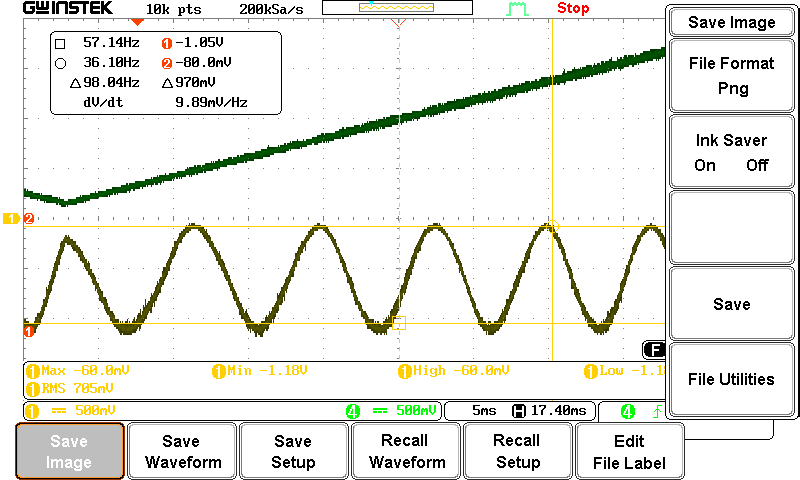 GWINSTEK 10k pts 200kSa/s Stop
57.14Hz 1 -1.05V
36.10Hz 2 -80.0mV
△98.04Hz △970mV
dV/dt 9.89mV/Hz
Save Image
File Format
Png
Ink Saver
On Off
Save
File Utilities
1 2
1
F
1 Max -60.0mV 1 Min -1.18V 1 High -60.0mV 1 Low -1.1
1 RMS 705mV
1 500mV 4 500mV 5ms H 17.40ms 4
Save Image
Save Waveform
Save Setup
Recall Waveform
Recall Setup
Edit File Label